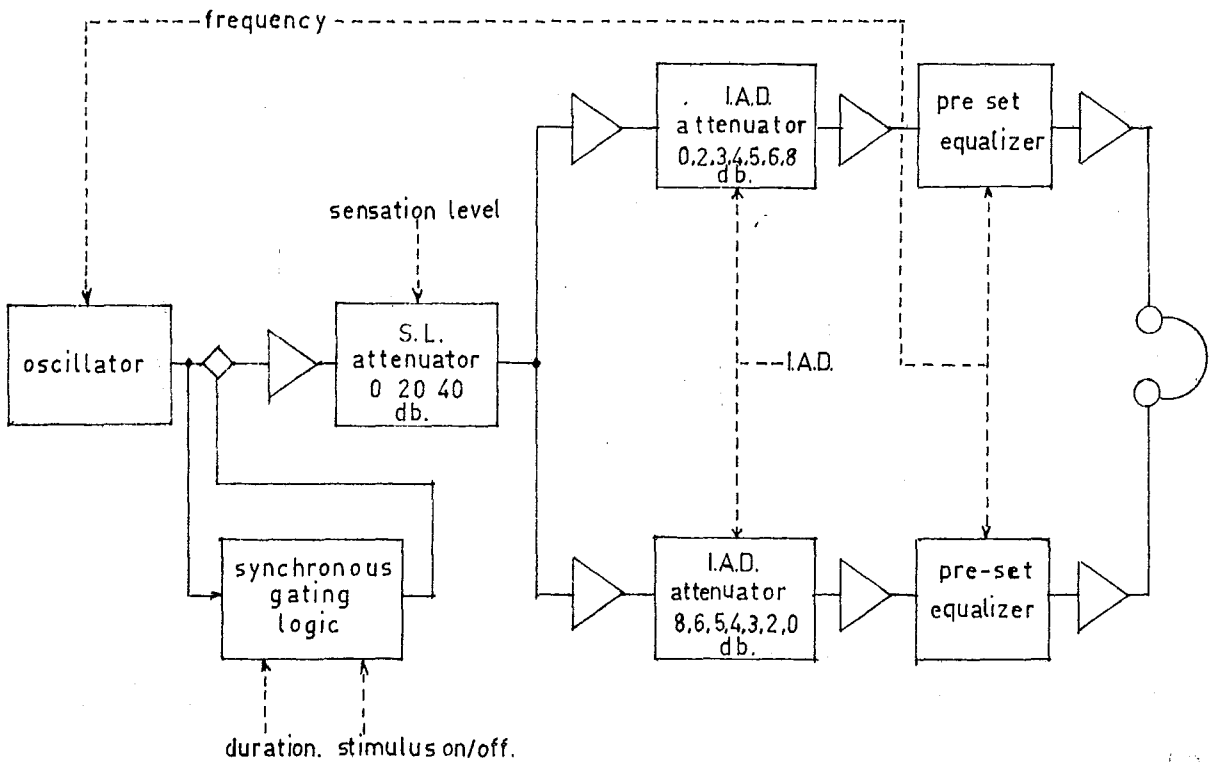 frequency
I.A.D.
attenuator
0,2,3,4,5,6,8
db.
pre set
equalizer
sensation level
oscillator
S.L.
attenuator
0 20 40
db.
I.A.D.
synchronous
gating
logic
I.A.D.
attenuator
8,6,5,4,3,2,0
db.
pre-set
equalizer
duration. stimulus on/off.